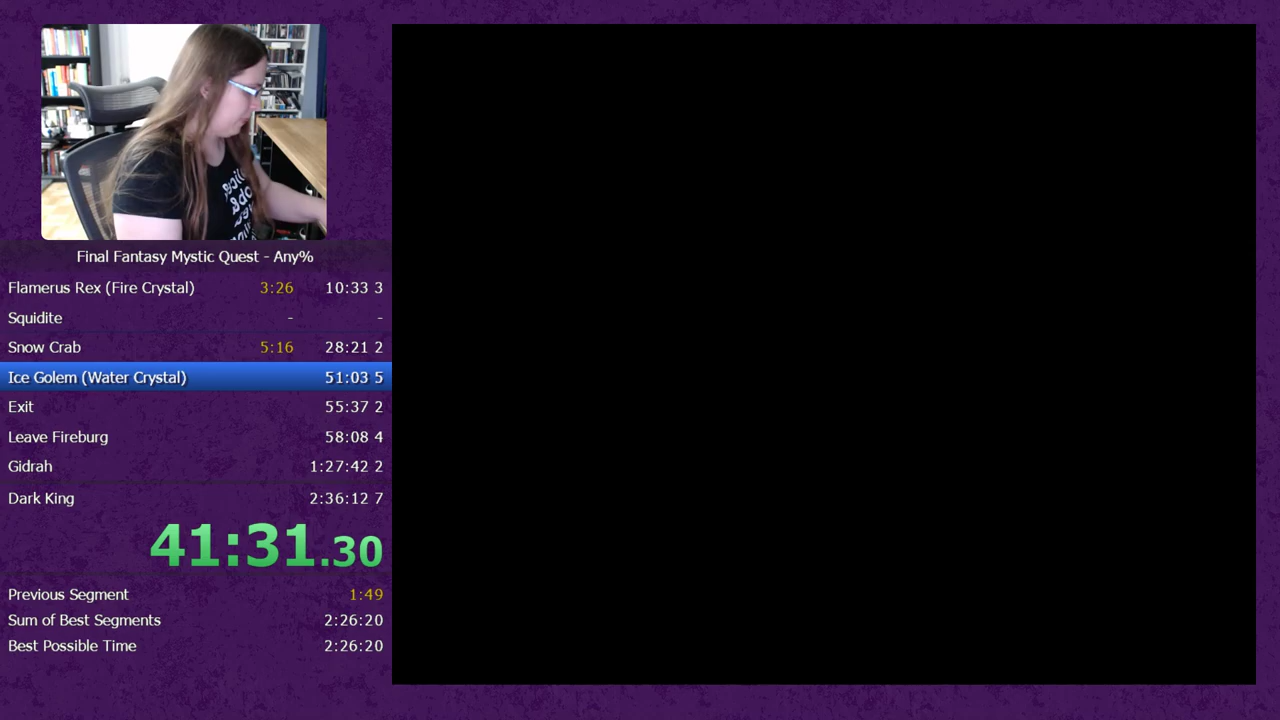 Final Fantasy Mystic Quest - Any%
Flamerus Rex (Fire Crystal) 3:26 10:33 3
Squidite - -
Snow Crab 5:16 28:21 2
Ice Golem (Water Crystal) 51:03 5
Exit 55:37 2
Leave Fireburg 58:08 4
Gidrah 1:27:42 2
Dark King 2:36:12 7
41:31.30
Previous Segment 1:49
Sum of Best Segments 2:26:20
Best Possible Time 2:26:20